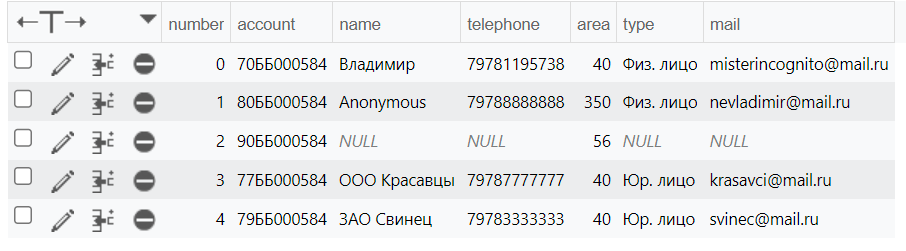 number account name telephone area type mail
0 70ББ000584 Владимир 79781195738 40 Физ. лицо misterincognito@mail.ru
1 80ББ000584 Anonymous 79788888888 350 Физ. лицо nevladimir@mail.ru
2 90ББ000584 NULL NULL 56 NULL NULL
3 77ББ000584 ООО Красавцы 79787777777 40 Юр. лицо krasavci@mail.ru
4 79ББ000584 ЗАО Свинец 79783333333 40 Юр. лицо svinec@mail.ru